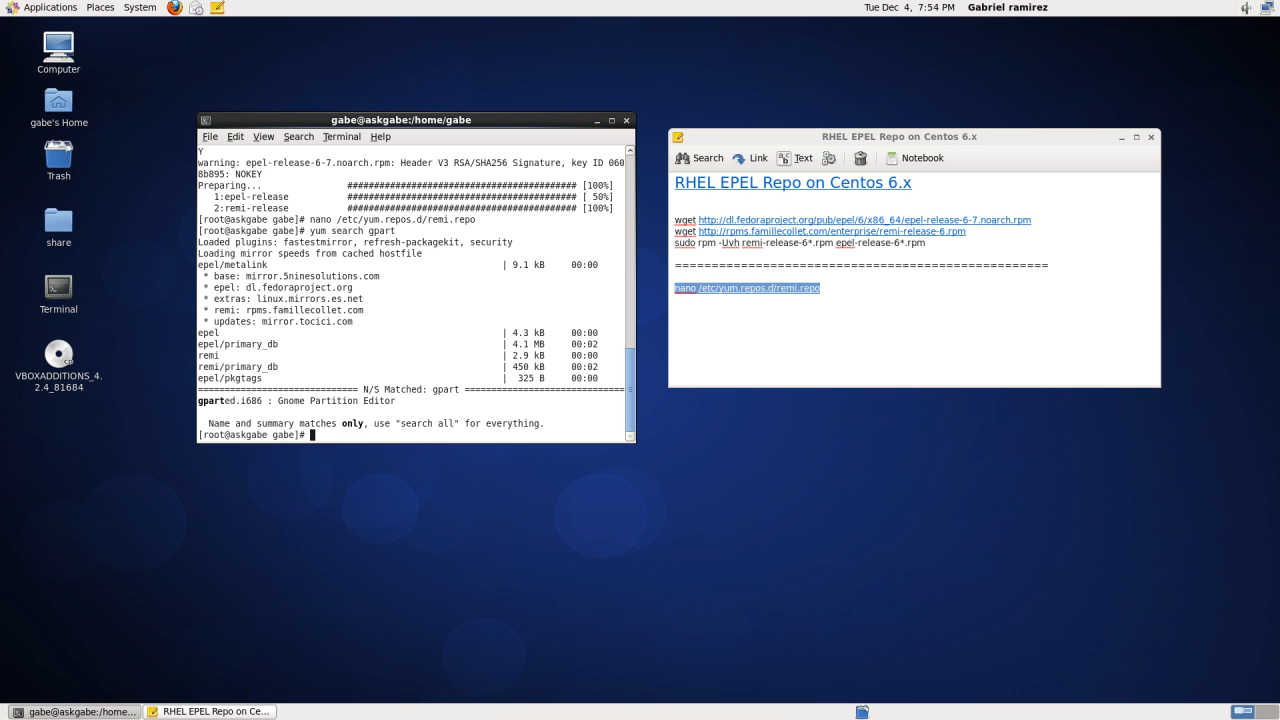 Applications Places System Tue Dec 4, 7:54 PM Gabriel ramirez
Computer
gabe's Home
Trash
share
Terminal
VBOXADDITIONS_4.
2.4_81684
gabe@askgabe:/home/gabe
File Edit View Search Terminal Help
Y
warning: epel-release-6-7.noarch.rpm: Header V3 RSA/SHA256 Signature, key ID 060
8b895: NOKEY
Preparing... ########################################### [100%]
1:epel-release ########################################### [ 50%]
2:remi-release ########################################### [100%]
[root@askgabe gabe]# nano /etc/yum.repos.d/remi.repo
[root@askgabe gabe]# yum search gpart
Loaded plugins: fastestmirror, refresh-packagekit, security
Loading mirror speeds from cached hostfile
epel/metalink | 9.1 kB 00:00
* base: mirror.5ninesolutions.com
* epel: dl.fedoraproject.org
* extras: linux.mirrors.es.net
* remi: rpms.famillecollet.com
* updates: mirror.tocici.com
epel | 4.3 kB 00:00
epel/primary_db | 4.1 MB 00:02
remi | 2.9 kB 00:00
remi/primary_db | 450 kB 00:02
epel/pkgtags | 325 B 00:00
============================= N/S Matched: gpart ==============================
gparted.i686 : Gnome Partition Editor
Name and summary matches only, use "search all" for everything.
[root@askgabe gabe]#
RHEL EPEL Repo on Centos 6.x
Search Link Text Notebook
RHEL EPEL Repo on Centos 6.x
wget http://dl.fedoraproject.org/pub/epel/6/x86_64/epel-release-6-7.noarch.rpm
wget http://rpms.famillecollet.com/enterprise/remi-release-6.rpm
sudo rpm -Uvh remi-release-6*.rpm epel-release-6*.rpm
===================================================
nano /etc/yum.repos.d/remi.repo
gabe@askgabe:/home... RHEL EPEL Repo on Ce...